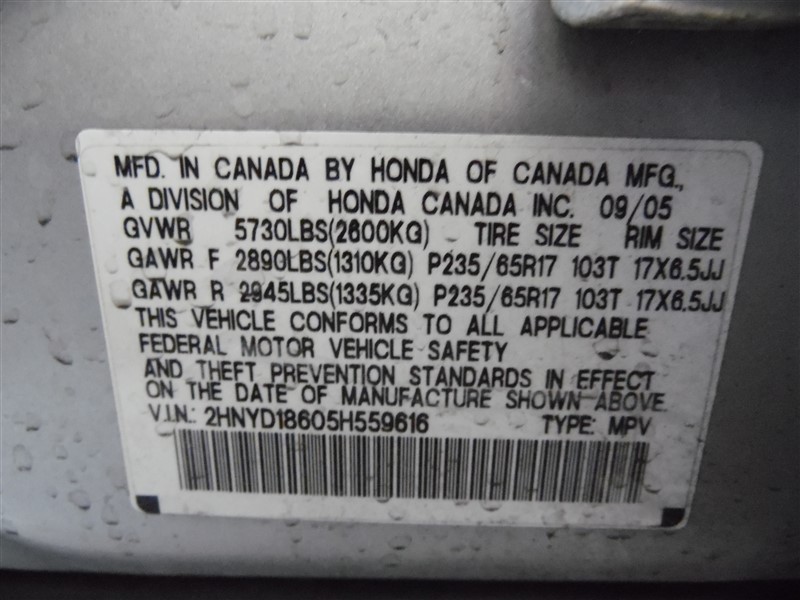 MFD. IN CANADA BY HONDA OF CANADA MFG.,
A DIVISION OF HONDA CANADA INC. 09/05
GVWR 5730LBS(2600KG) TIRE SIZE RIM SIZE
GAWR F 2890LBS(1310KG) P235/65R17 103T 17X6.5JJ
GAWR R 2945LBS(1335KG) P235/65R17 103T 17X6.5JJ
THIS VEHICLE CONFORMS TO ALL APPLICABLE
FEDERAL MOTOR VEHICLE SAFETY
AND THEFT PREVENTION STANDARDS IN EFFECT
ON THE DATE OF MANUFACTURE SHOWN ABOVE.
V.I.N.: 2HNYD18605H559616 TYPE: MPV